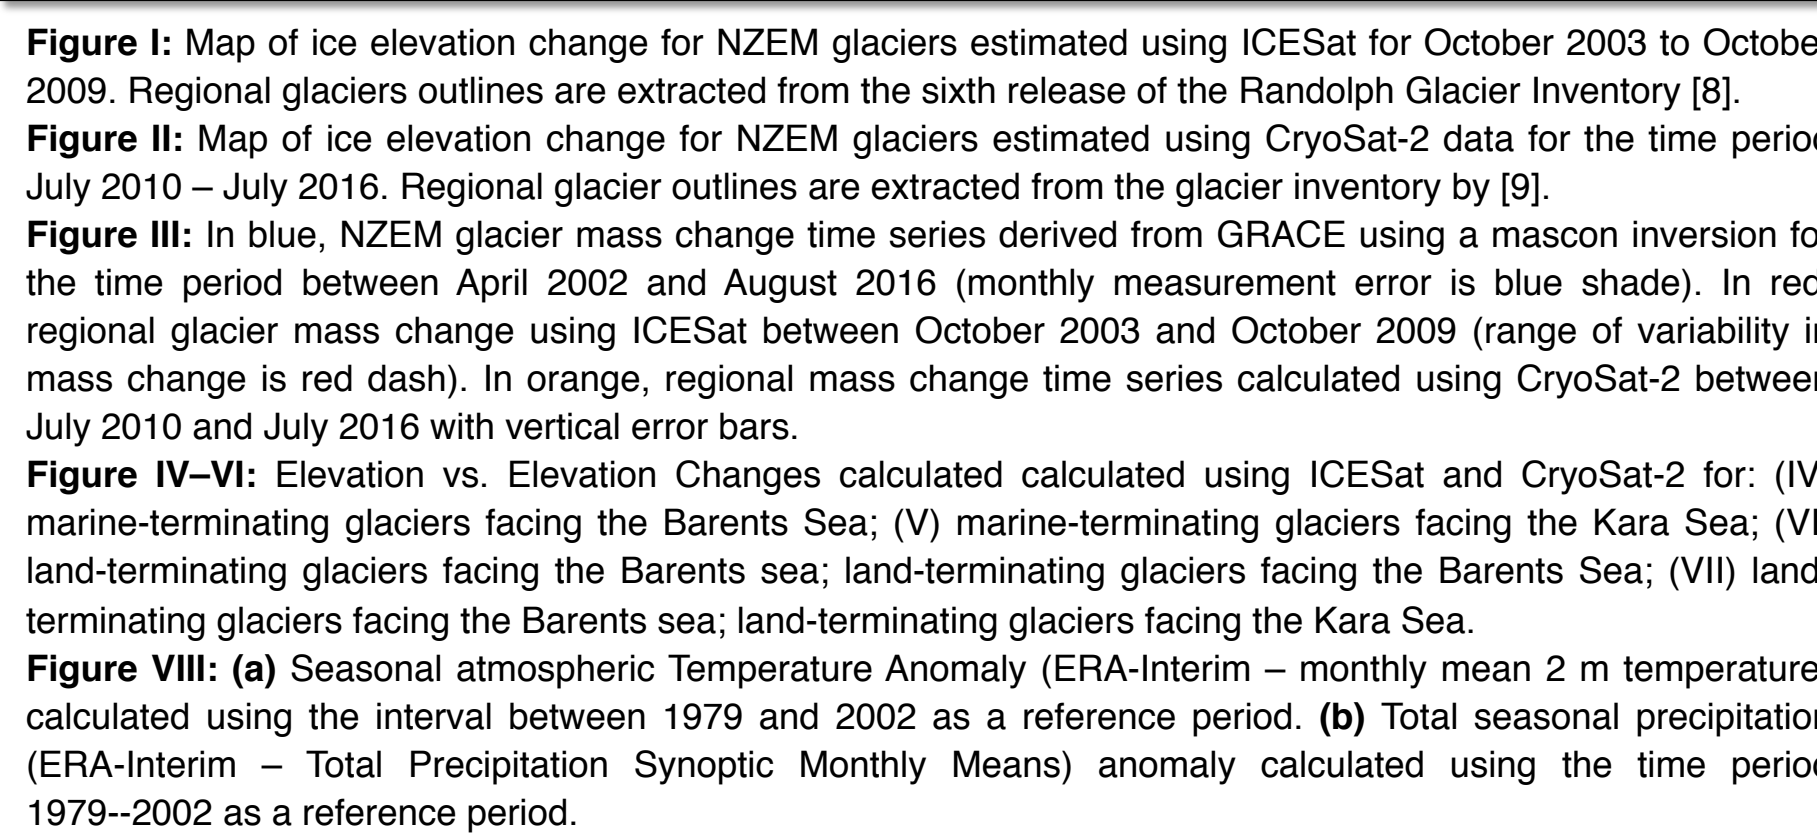 Figure I: Map of ice elevation change for NZEM glaciers estimated using ICESat for October 2003 to Octobe
2009. Regional glaciers outlines are extracted from the sixth release of the Randolph Glacier Inventory [8].
Figure II: Map of ice elevation change for NZEM glaciers estimated using CryoSat-2 data for the time period
July 2010 – July 2016. Regional glacier outlines are extracted from the glacier inventory by [9].
Figure III: In blue, NZEM glacier mass change time series derived from GRACE using a mascon inversion fo
the time period between April 2002 and August 2016 (monthly measurement error is blue shade). In red
regional glacier mass change using ICESat between October 2003 and October 2009 (range of variability in
mass change is red dash). In orange, regional mass change time series calculated using CryoSat-2 between
July 2010 and July 2016 with vertical error bars.
Figure IV–VI: Elevation vs. Elevation Changes calculated calculated using ICESat and CryoSat-2 for: (IV
marine-terminating glaciers facing the Barents Sea; (V) marine-terminating glaciers facing the Kara Sea; (VI
land-terminating glaciers facing the Barents sea; land-terminating glaciers facing the Barents Sea; (VII) land
terminating glaciers facing the Barents sea; land-terminating glaciers facing the Kara Sea.
Figure VIII: (a) Seasonal atmospheric Temperature Anomaly (ERA-Interim – monthly mean 2 m temperature
calculated using the interval between 1979 and 2002 as a reference period. (b) Total seasonal precipitation
(ERA-Interim – Total Precipitation Synoptic Monthly Means) anomaly calculated using the time period
1979--2002 as a reference period.